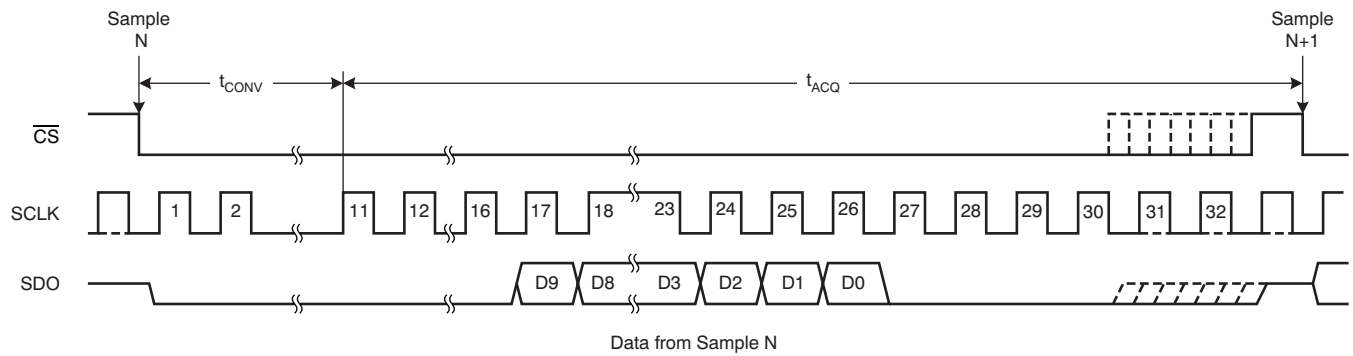 Sample
N
Sample
N+1
tCONV
tACQ
CS
SCLK
1 2 11 12 16 17 18 23 24 25 26 27 28 29 30 31 32
SDO
D9 D8 D3 D2 D1 D0
Data from Sample N